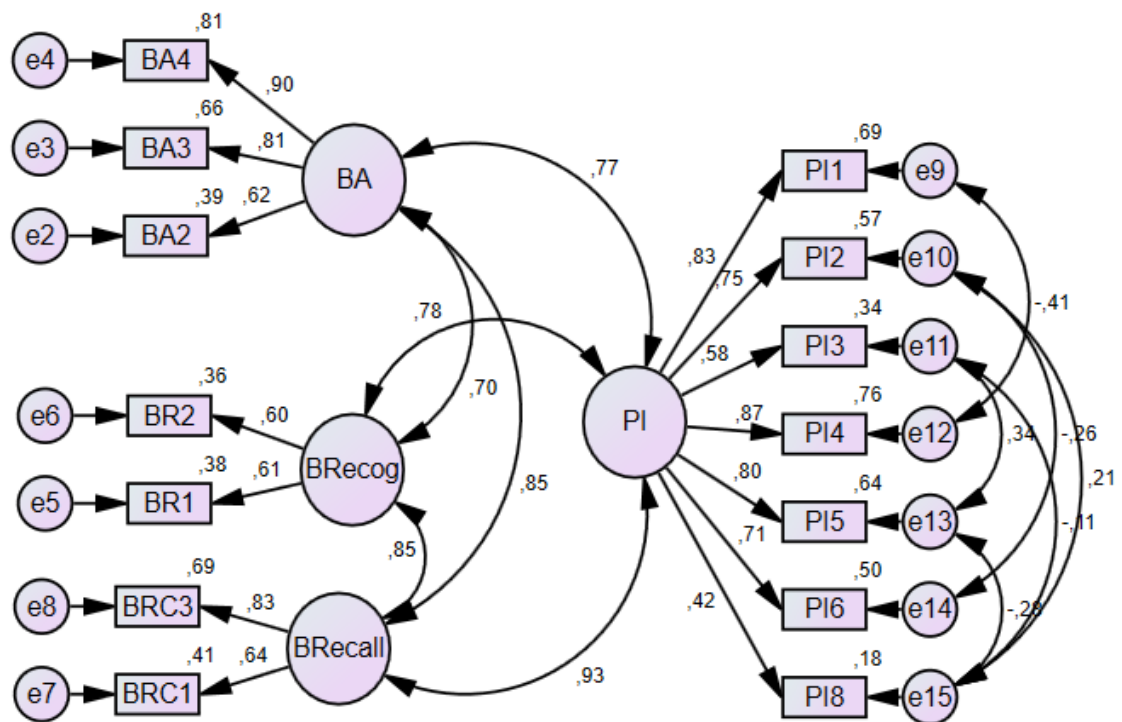 ,81
e4 BA4
,90
,66
e3 BA3 ,81
BA
,39 ,62
e2 BA2
,77
,69
PI1 e9
,83
,57
PI2 e10
,75
-,41
,34
PI3 e11
,58
,78
,70
,36
e6 BR2 ,60
BRecog
,38 ,61
e5 BR1
PI
,76
,87 PI4 e12
,34 -,26
,80
,64
PI5 e13
,85
,21
-,11
,85
,71
,50
PI6 e14
,69
e8 BRC3 ,83
BRecall
,41 ,64
e7 BRC1
,42
-,28
,93
,18
PI8 e15